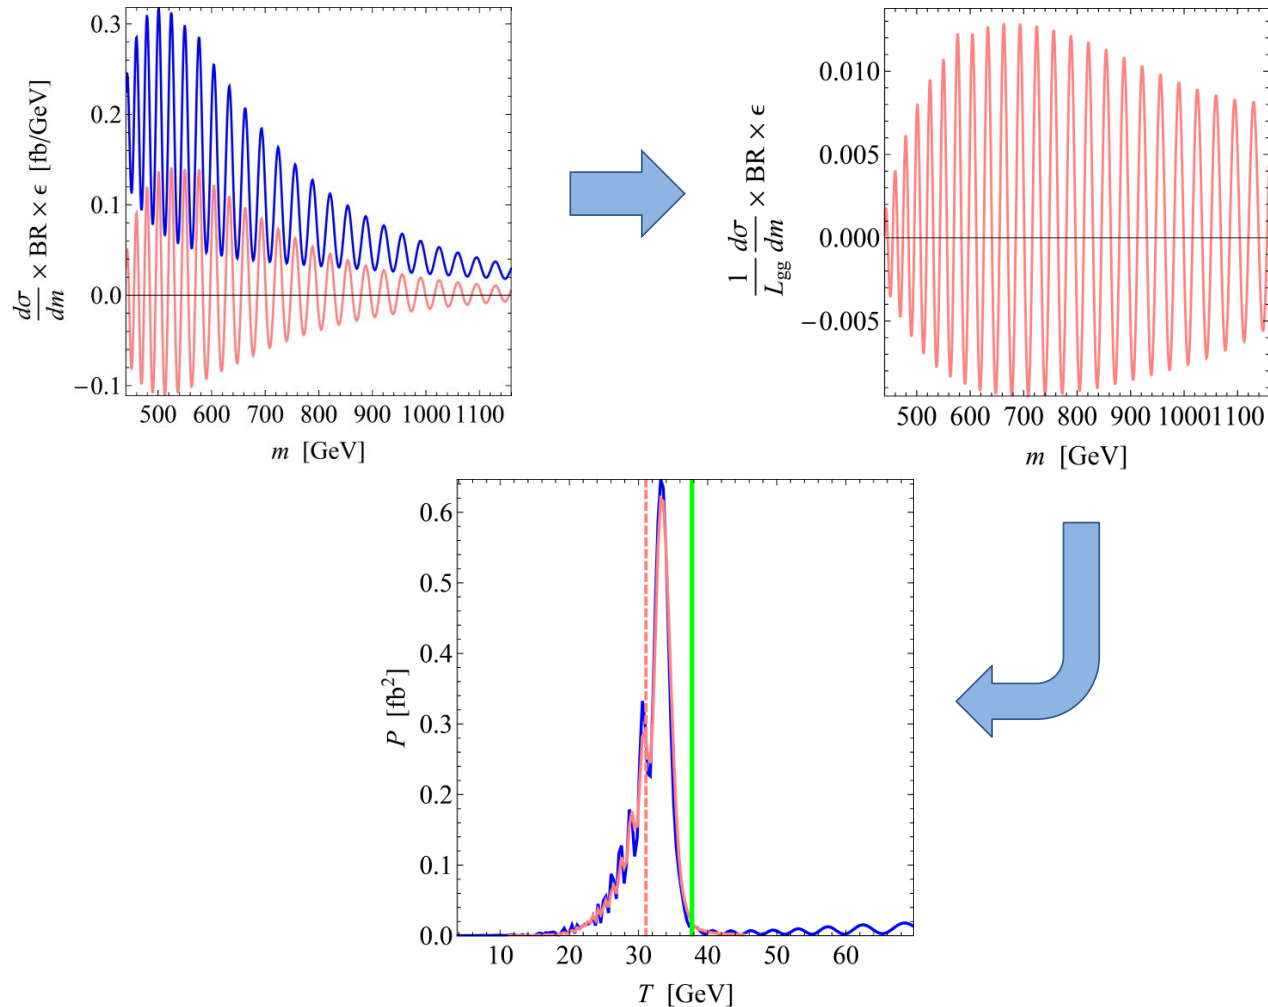 0.3
0.2
0.1
0.0
−0.1
dσ/dm × BR × ϵ [fb/GeV]
500 600 700 800 900 1000 1100
m [GeV]
0.010
0.005
0.000
−0.005
1/L_gg dσ/dm × BR × ϵ
500 600 700 800 900 1000 1100
m [GeV]
0.6
0.5
0.4
0.3
0.2
0.1
0.0
P [fb²]
10 20 30 40 50 60
T [GeV]